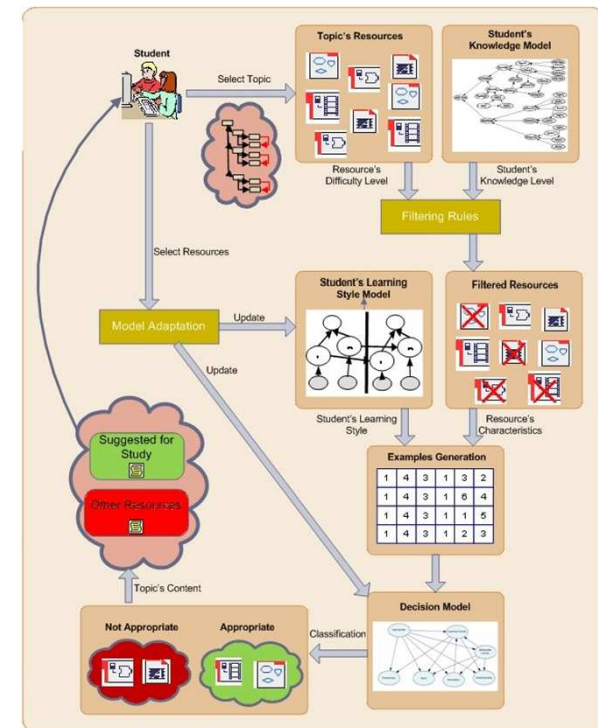 Student
Select Topic
Topic's Resources
Student's
Knowledge Model
Resource's
Difficulty Level
Student's
Knowledge Level
Filtering Rules
Select Resources
Model Adaptation
Update
Update
Student's Learning
Style Model
Filtered Resources
Student's Learning
Style
Resource's
Characteristics
Examples Generation
1 4 3 1 3 2
1 4 3 1 6 4
1 4 3 1 1 5
1 4 3 1 2 3
Suggested for
Study
Other Resources
Topic's Content
Not Appropriate
Appropriate
Classification
Decision Model